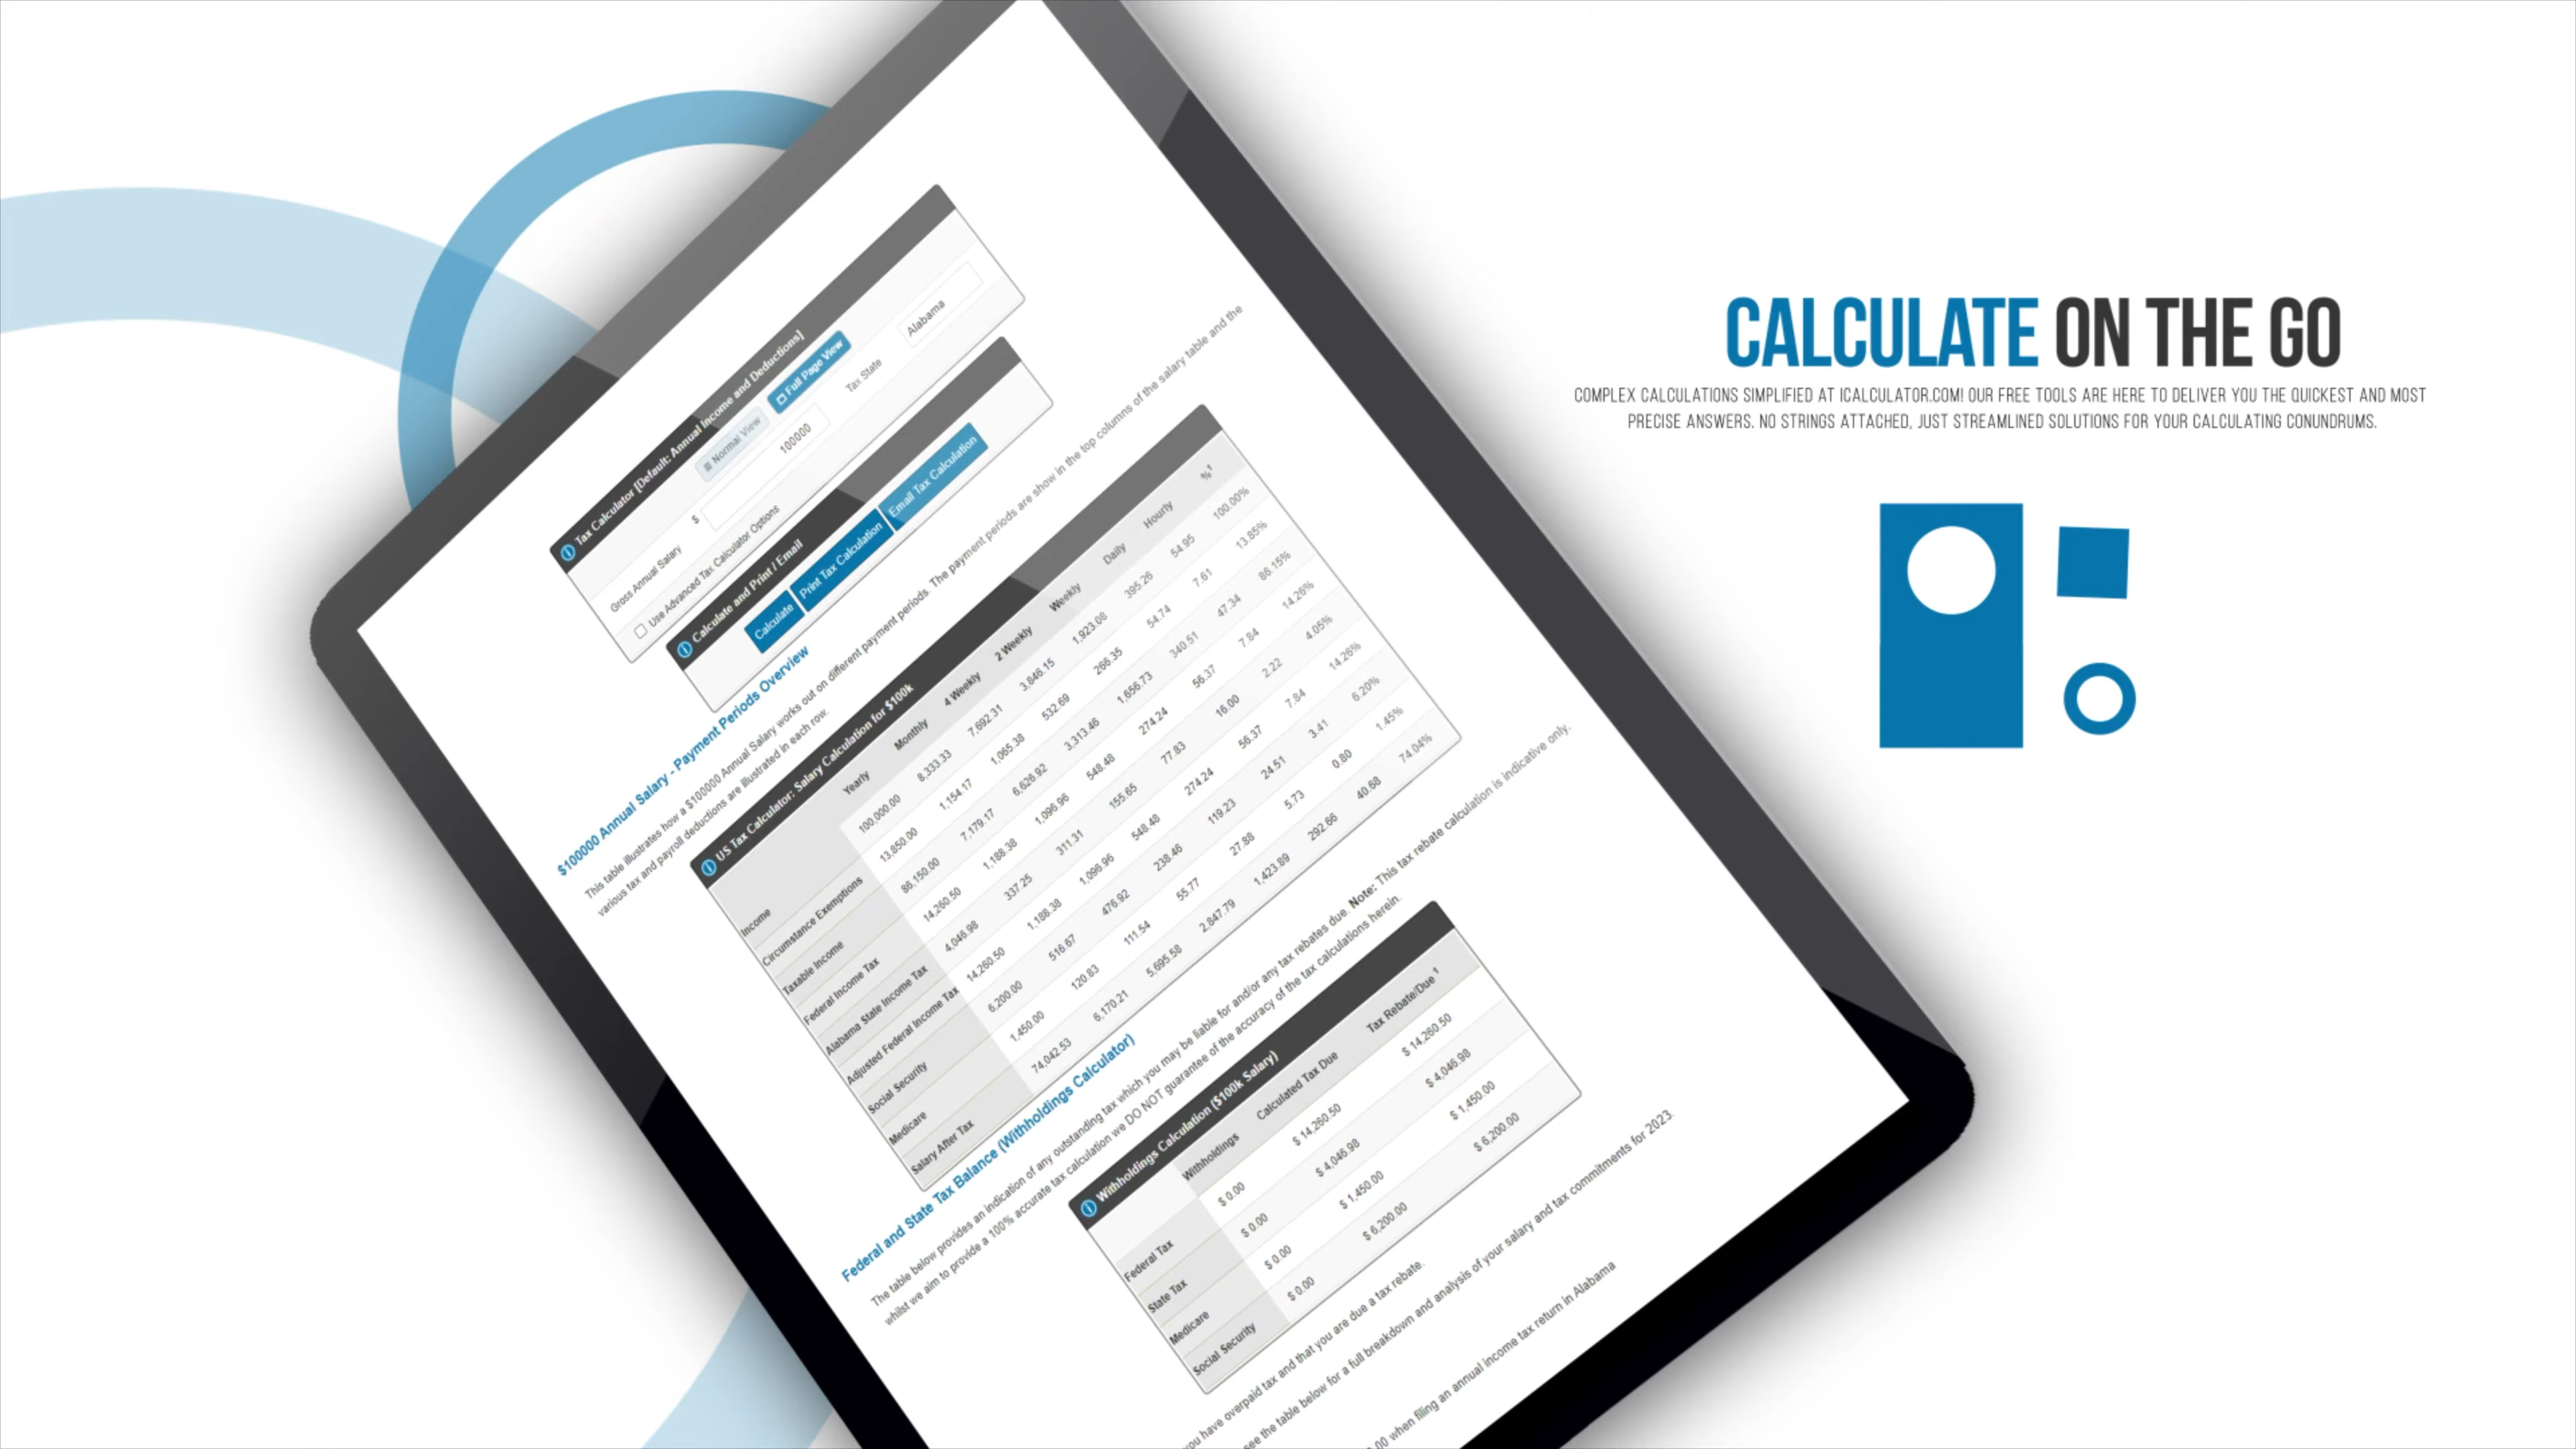 Tax Calculator [Default: Annual Income and Deductions]
Normal View Full Page View
Gross Annual Salary $ 100000 Tax State Alabama
Use Advanced Tax Calculator Options
Calculate and Print / Email
Calculate Print Tax Calculation Email Tax Calculation
$100000 Annual Salary - Payment Periods Overview
This table illustrates how a $100000 Annual Salary works out on different payment periods. The payment periods are show in the top columns of the salary table and the
various tax and payroll deductions are illustrated in each row.
US Tax Calculator: Salary Calculation for $100k
Yearly Monthly 4 Weekly 2 Weekly Weekly Daily Hourly %1
Income 100,000.00 8,333.33 7,692.31 3,846.15 1,923.08 395.26 54.95 100.00%
Circumstance Exemptions 13,850.00 1,154.17 1,065.38 532.69 266.35 54.74 7.61 13.85%
Taxable Income 86,150.00 7,179.17 6,626.92 3,313.46 1,656.73 340.51 47.34 86.15%
Federal Income Tax 14,260.50 1,188.38 1,096.96 548.48 274.24 56.37 7.84 14.26%
Alabama State Income Tax 4,046.98 337.25 311.31 155.65 77.83 16.00 2.22 4.05%
Adjusted Federal Income Tax 14,260.50 1,188.38 1,096.96 548.48 274.24 56.37 7.84 14.26%
Social Security 6,200.00 516.67 476.92 238.46 119.23 24.51 3.41 6.20%
Medicare 1,450.00 120.83 111.54 55.77 27.88 5.73 0.80 1.45%
Salary After Tax 74,042.53 6,170.21 5,695.58 2,847.79 1,423.89 292.66 40.68 74.04%
Federal and State Tax Balance (Withholdings Calculator)
The table below provides an indication of any outstanding tax which you may be liable for and/or any tax rebates due. Note: This tax rebate calculation is indicative only,
whilst we aim to provide a 100% accurate tax calculation we DO NOT guarantee of the accuracy of the tax calculations herein.
Withholdings Calculation ($100k Salary)
Withholdings Calculated Tax Due Tax Rebate/Due 1
Federal Tax $ 0.00 $ 14,260.50 $ 14,260.50
State Tax $ 0.00 $ 4,046.98 $ 4,046.98
Medicare $ 0.00 $ 1,450.00 $ 1,450.00
Social Security $ 0.00 $ 6,200.00 $ 6,200.00
you have overpaid tax and that you are due a tax rebate.
see the table below for a full breakdown and analysis of your salary and tax commitments for 2023.
.00 when filing an annual income tax return in Alabama
CALCULATE ON THE GO
COMPLEX CALCULATIONS SIMPLIFIED AT ICALCULATOR.COM! OUR FREE TOOLS ARE HERE TO DELIVER YOU THE QUICKEST AND MOST
PRECISE ANSWERS. NO STRINGS ATTACHED, JUST STREAMLINED SOLUTIONS FOR YOUR CALCULATING CONUNDRUMS.